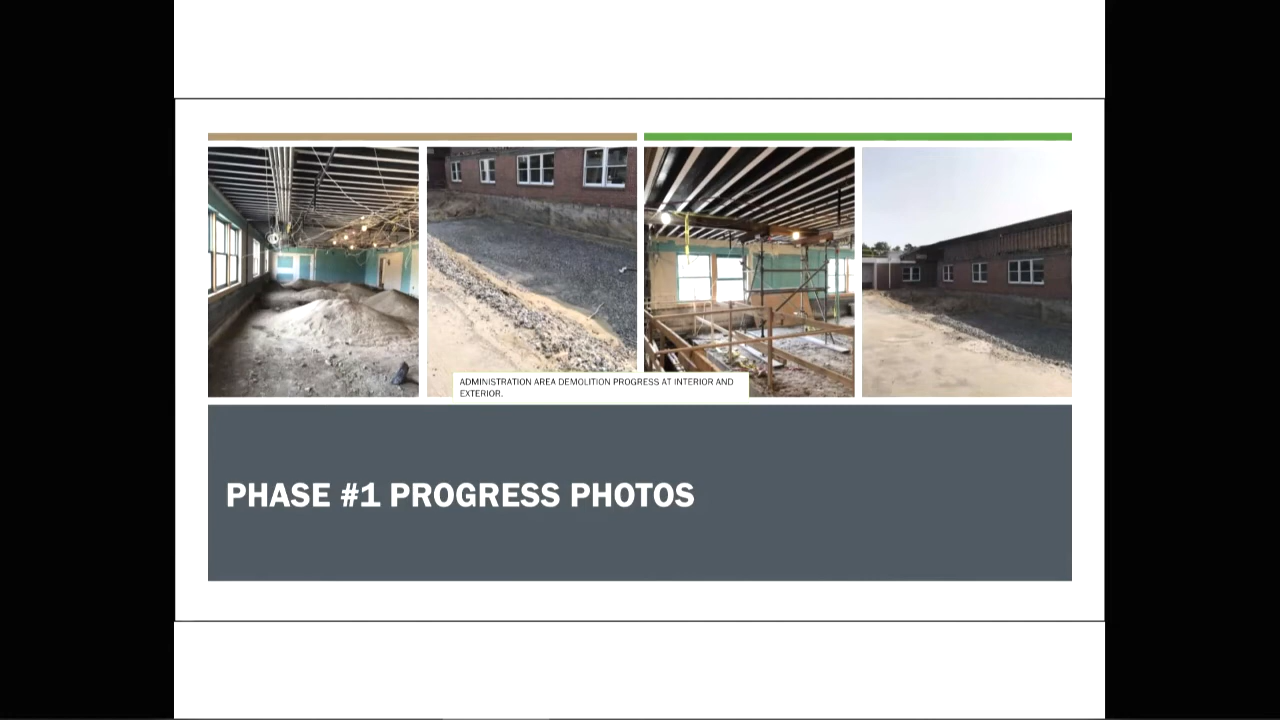 ADMINISTRATION AREA DEMOLITION PROGRESS AT INTERIOR AND
EXTERIOR.
PHASE #1 PROGRESS PHOTOS